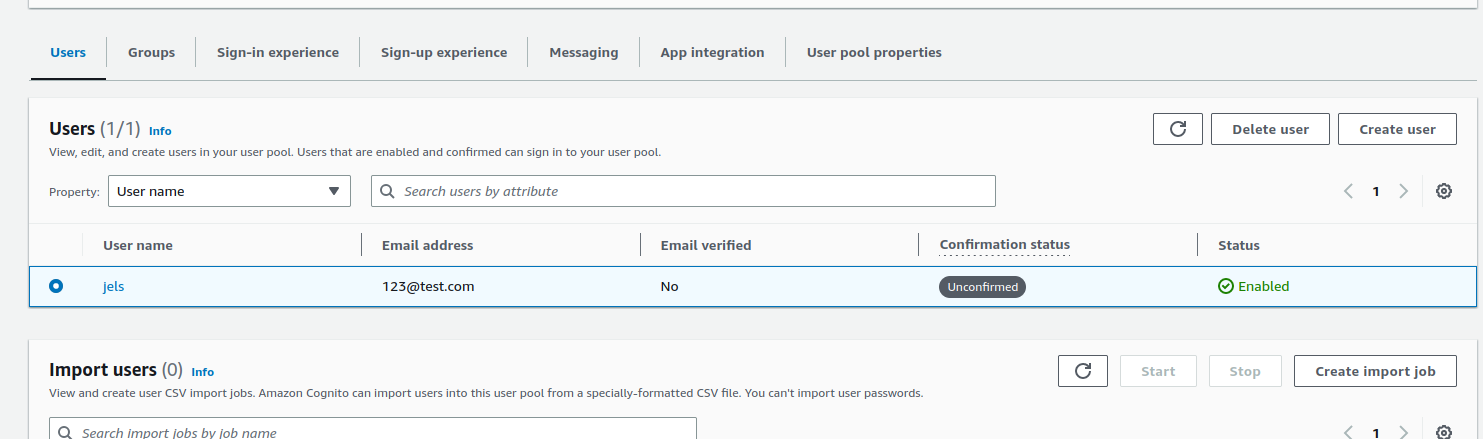 Users Groups Sign-in experience Sign-up experience Messaging App integration User pool properties
Users (1/1) Info
Delete user Create user
View, edit, and create users in your user pool. Users that are enabled and confirmed can sign in to your user pool.
Property: User name Search users by attribute 1
User name Email address Email verified Confirmation status Status
jels 123@test.com No Unconfirmed Enabled
Import users (0) Info
Start Stop Create import job
View and create user CSV import jobs. Amazon Cognito can import users into this user pool from a specially-formatted CSV file. You can't import user passwords.
Search import jobs by job name 1